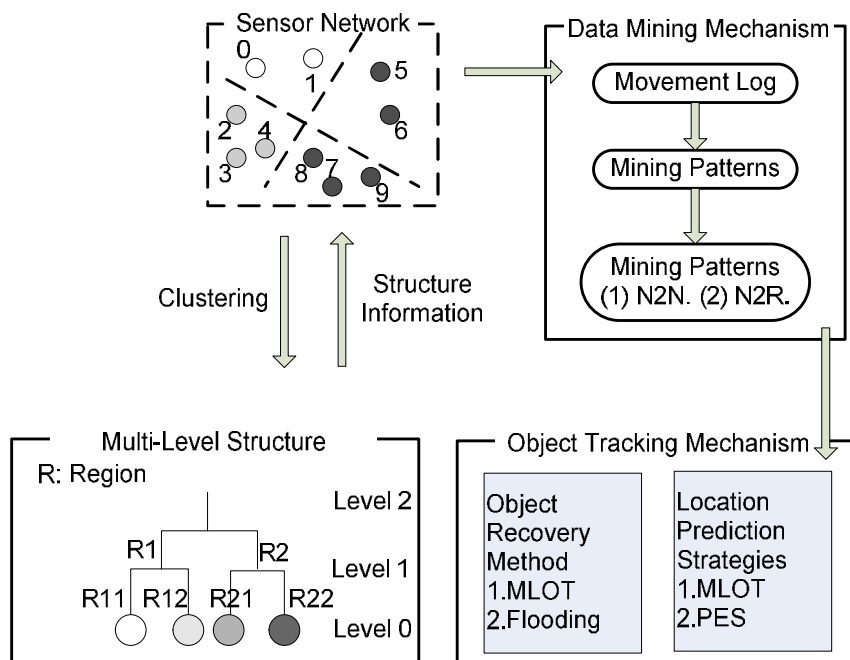 Sensor Network
0
1
5
2
4
6
3
8
7
9
Data Mining Mechanism
Movement Log
Mining Patterns
Mining Patterns
(1) N2N. (2) N2R.
Clustering
Structure
Information
Multi-Level Structure
R: Region
Level 2
R1
R2
Level 1
R11
R12
R21
R22
Level 0
Object Tracking Mechanism
Object
Recovery
Method
1.MLOT
2.Flooding
Location
Prediction
Strategies
1.MLOT
2.PES